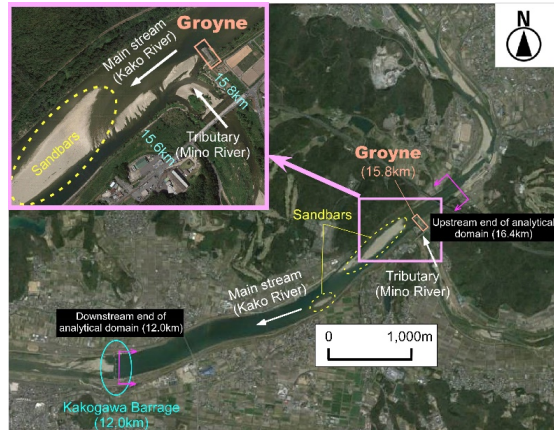 Groyne
Main stream
(Kako River)
15.8km
Sandbars
15.6km
Tributary
(Mino River)
N
Groyne
(15.8km)
Sandbars
Upstream end of analytical
domain (16.4km)
Tributary
(Mino River)
Main stream
(Kako River)
Downstream end of
analytical domain (12.0km)
0
1,000m
Kakogawa Barrage
(12.0km)